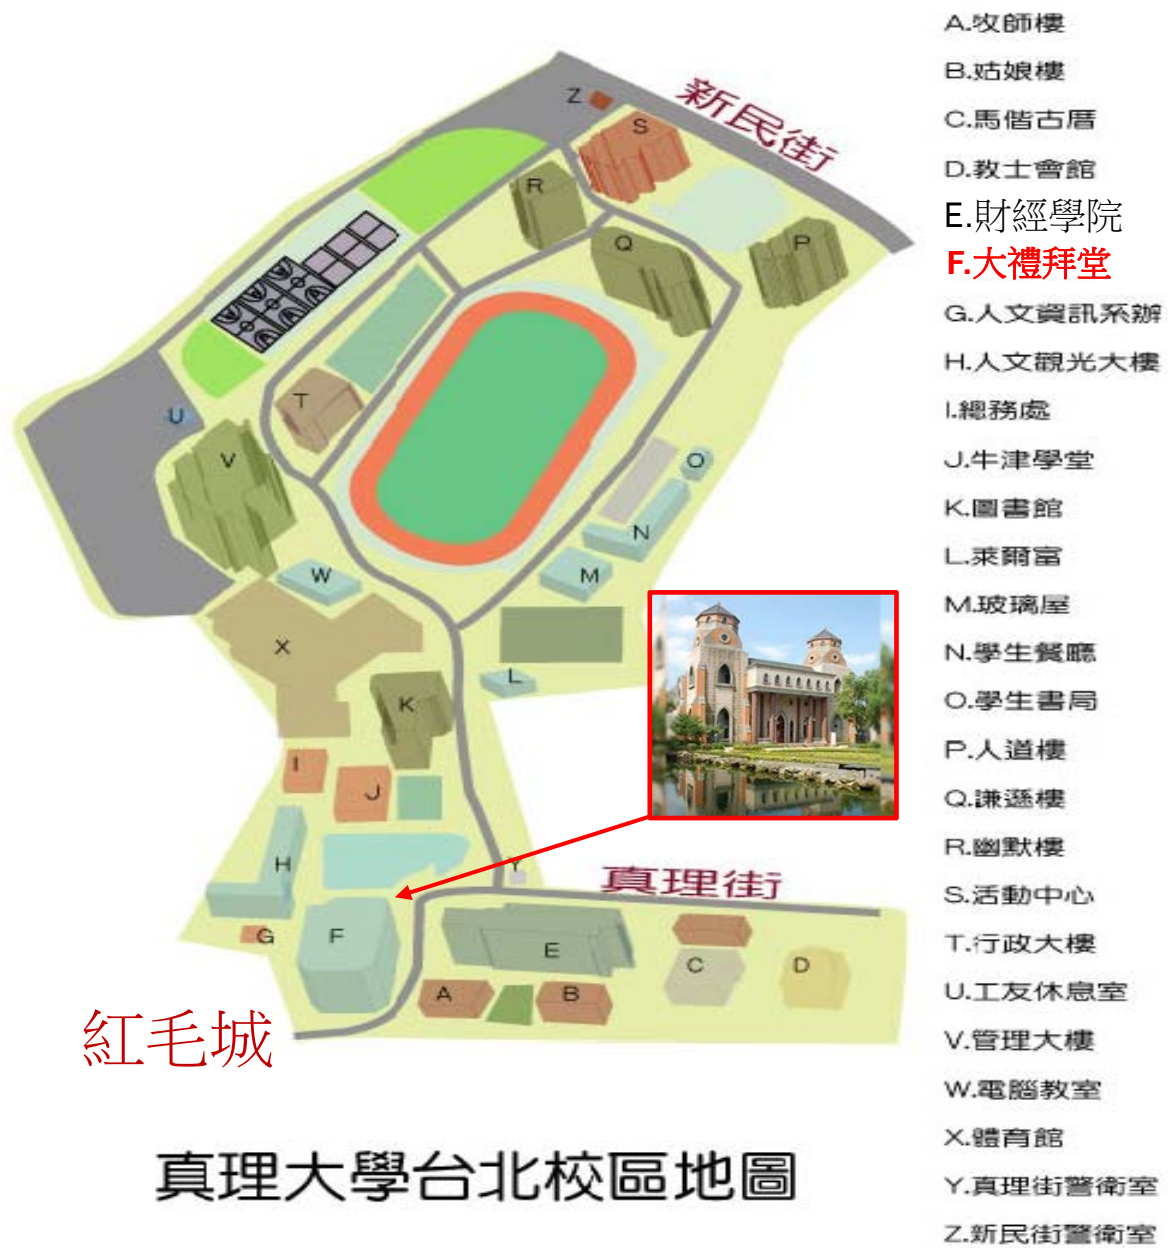 新民街
Z
S
R
Q
P
T
U
V
O
N
M
W
X
L
K
I
J
H
Y
真理街
G
F
E
C
D
A
B
紅毛城
真理大學台北校區地圖
A.牧師樓
B.姑娘樓
C.馬偕古厝
D.教士會館
E.財經學院
F.大禮拜堂
G.人文資訊系辦
H.人文觀光大樓
I.總務處
J.牛津學堂
K.圖書館
L.萊爾富
M.玻璃屋
N.學生餐廳
O.學生書局
P.人道樓
Q.謙遜樓
R.幽默樓
S.活動中心
T.行政大樓
U.工友休息室
V.管理大樓
W.電腦教室
X.體育館
Y.真理街警衛室
Z.新民街警衛室